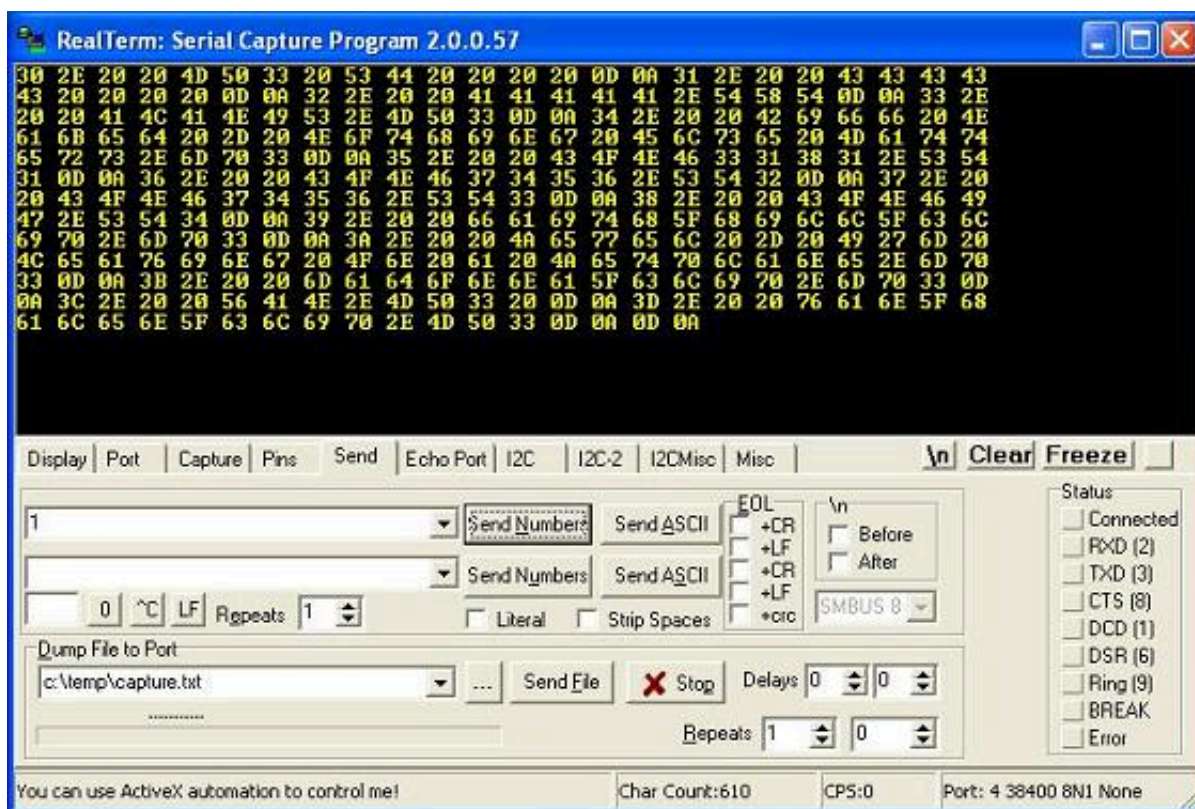 RealTerm: Serial Capture Program 2.0.0.57
30 2E 20 20 4D 50 33 20 53 44 20 20 20 20 0D 0A 31 2E 20 20 43 43 43 43
43 20 20 20 20 0D 0A 32 2E 20 20 41 41 41 41 41 2E 54 58 54 0D 0A 33 2E
20 20 41 4C 41 4E 49 53 2E 4D 50 33 0D 0A 34 2E 20 20 42 69 66 66 20 4E
61 6B 65 64 20 2D 20 4E 6F 74 68 69 6E 67 20 45 6C 73 65 20 4D 61 74 74
65 72 73 2E 6D 70 33 0D 0A 35 2E 20 20 43 4F 4E 46 33 31 38 31 2E 53 54
31 0D 0A 36 2E 20 20 43 4F 4E 46 37 34 35 36 2E 53 54 32 0D 0A 37 2E 20
20 43 4F 4E 46 37 34 35 36 2E 53 54 33 0D 0A 38 2E 20 20 43 4F 4E 46 49
47 2E 53 54 34 0D 0A 39 2E 20 20 66 61 69 74 68 5F 68 69 6C 6C 5F 63 6C
69 70 2E 6D 70 33 0D 0A 3A 2E 20 20 4A 65 77 65 6C 20 2D 20 49 27 6D 20
4C 65 61 76 69 6E 67 20 4F 6E 20 61 20 4A 65 74 70 6C 61 6E 65 2E 6D 70
33 0D 0A 3B 2E 20 20 6D 61 64 6F 6E 6E 61 5F 63 6C 69 70 2E 6D 70 33 0D
0A 3C 2E 20 20 56 41 4E 2E 4D 50 33 20 0D 0A 3D 2E 20 20 76 61 6E 5F 68
61 6C 65 6E 5F 63 6C 69 70 2E 4D 50 33 0D 0A 0D 0A
Display Port Capture Pins Send Echo Port I2C I2C-2 I2CMisc Misc \n Clear Freeze
EOL \n Status
1 Send Numbers Send ASCII +CR Before Connected
+LF After RXD (2)
Send Numbers Send ASCII +CR TXD (3)
+LF
0 ^C LF Repeats 1 Literal Strip Spaces +crc SMBUS 8 CTS (8)
DCD (1)
Dump File to Port DSR (6)
c:\temp\capture.txt ... Send File Stop Delays 0 0 Ring (9)
BREAK
Repeats 1 0 Error
You can use ActiveX automation to control me! Char Count:610 CPS:0 Port: 4 38400 8N1 None